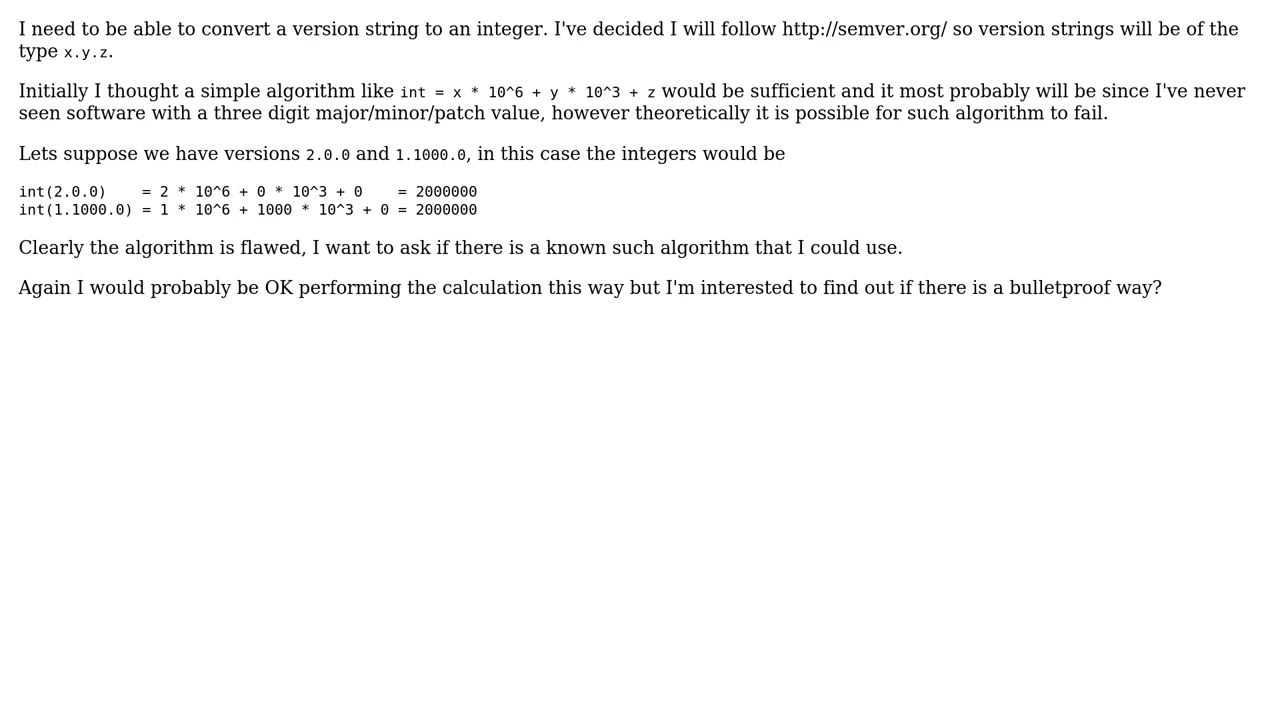 I need to be able to convert a version string to an integer. I've decided I will follow http://semver.org/ so version strings will be of the
type x.y.z.
Initially I thought a simple algorithm like int = x * 10^6 + y * 10^3 + z would be sufficient and it most probably will be since I've never
seen software with a three digit major/minor/patch value, however theoretically it is possible for such algorithm to fail.
Lets suppose we have versions 2.0.0 and 1.1000.0, in this case the integers would be
int(2.0.0)    = 2 * 10^6 + 0 * 10^3 + 0    = 2000000
int(1.1000.0) = 1 * 10^6 + 1000 * 10^3 + 0 = 2000000
Clearly the algorithm is flawed, I want to ask if there is a known such algorithm that I could use.
Again I would probably be OK performing the calculation this way but I'm interested to find out if there is a bulletproof way?